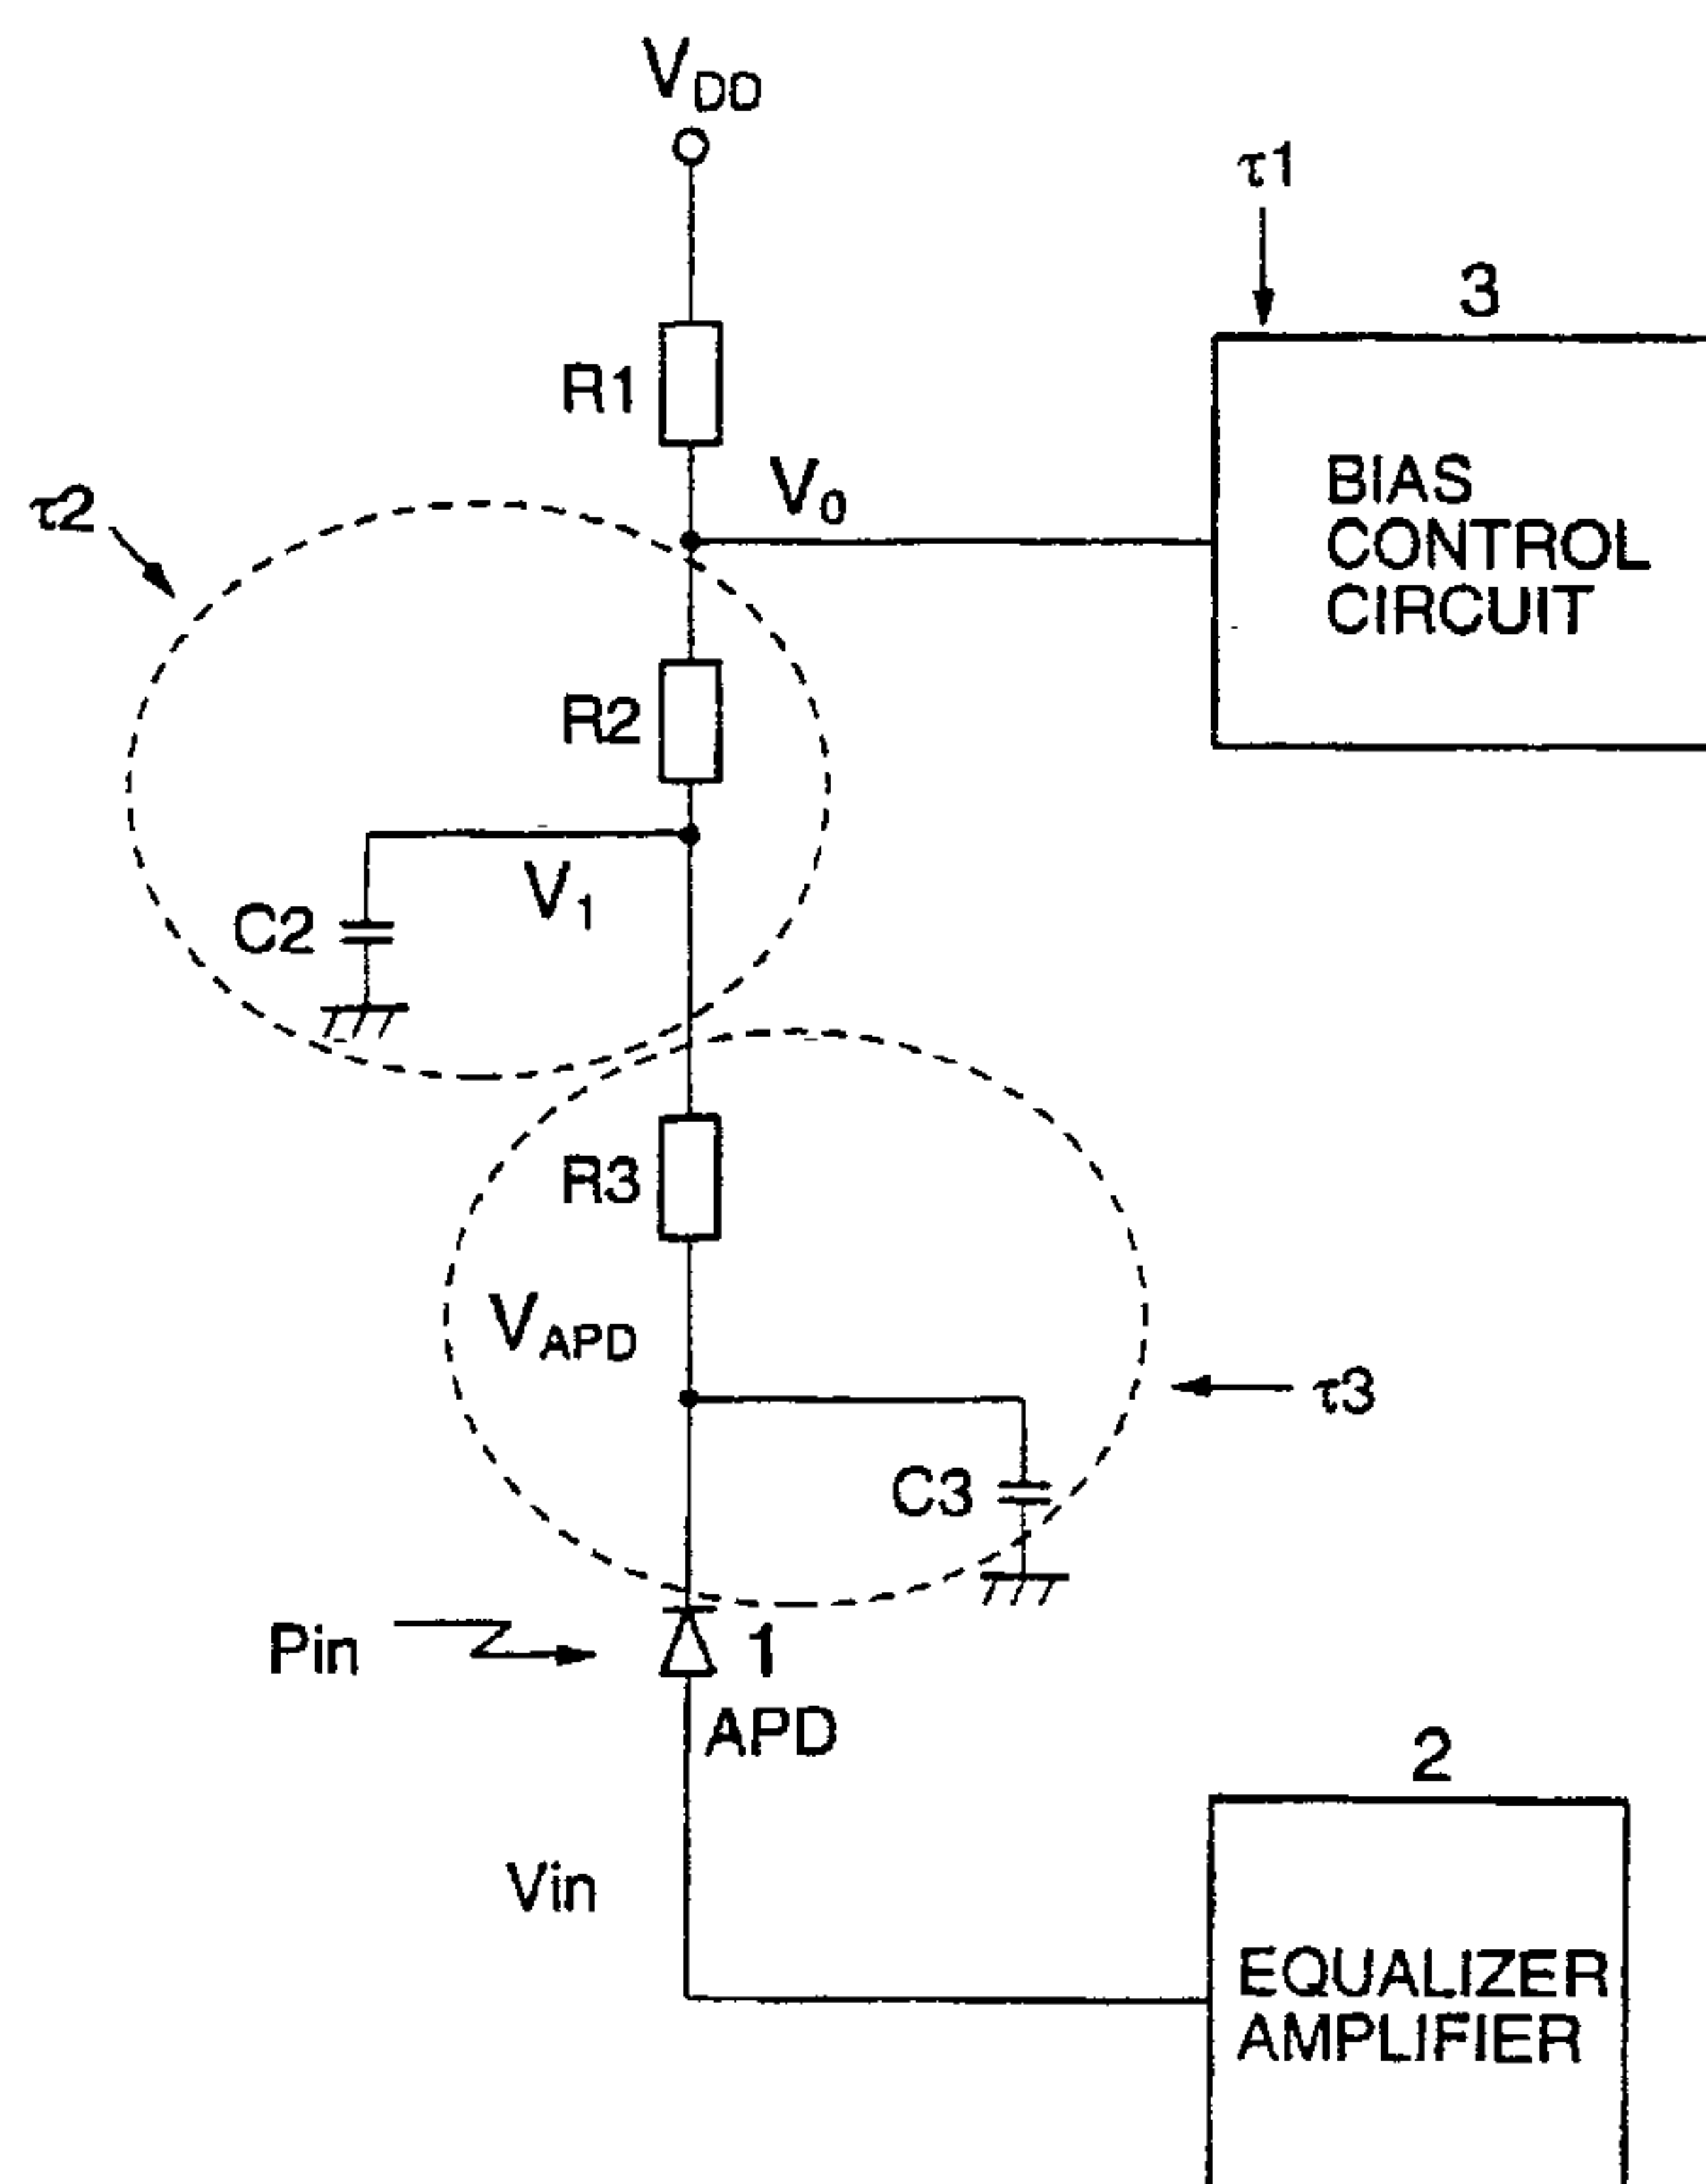 VDD
τ1
3
R1
V0
τ2
BIAS
CONTROL
CIRCUIT
R2
V1
C2
R3
VAPD
τ3
C3
Pin
1
APD
2
Vin
EQUALIZER
AMPLIFIER